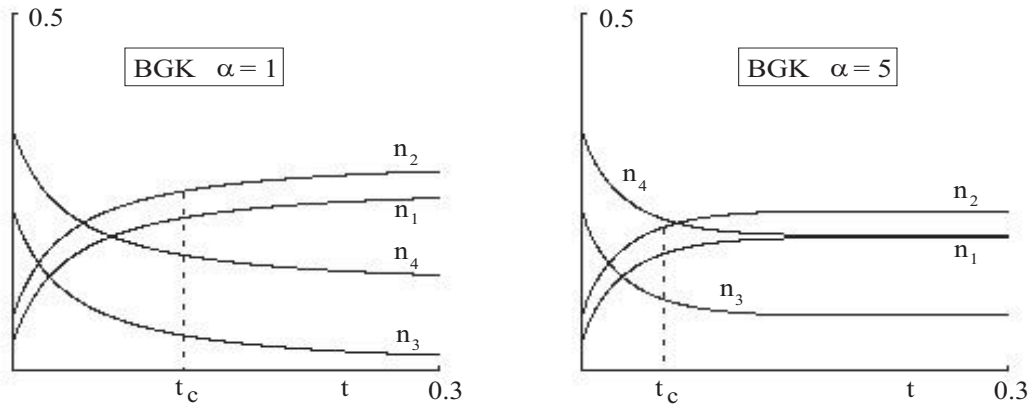 0.5
BGK α = 1
n2
n1
n4
n3
tc t 0.3
0.5
BGK α = 5
n4
n2
n1
n3
tc t 0.3